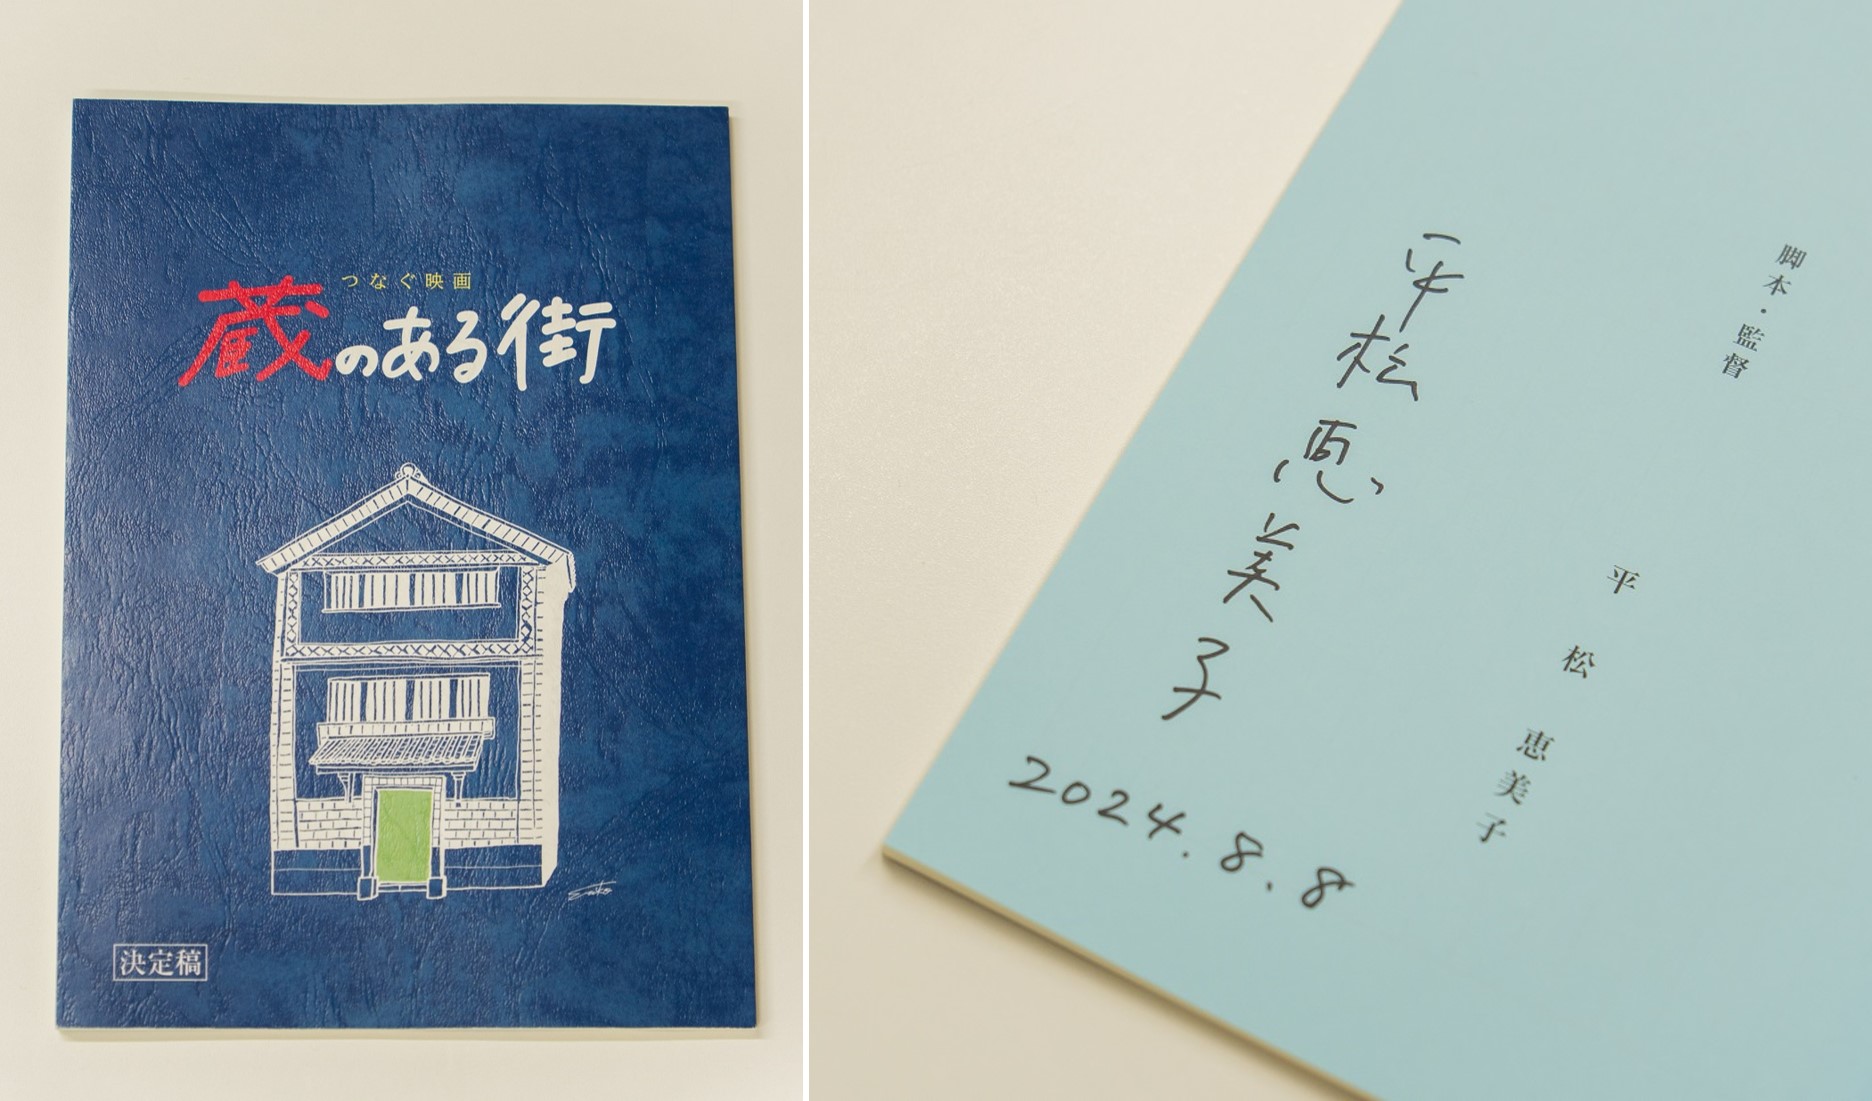 つなぐ映画
蔵のある街
決定稿
脚本・監督
平松恵美子
平松恵美子
2024.8.8